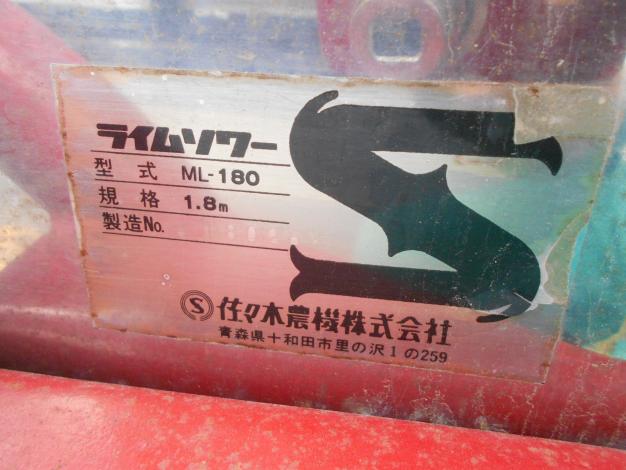 ライムソワー
型式 ML-180
規格 1.8m
製造No.
S
Ⓢ佐々木農機株式会社
青森県十和田市里の沢1の259